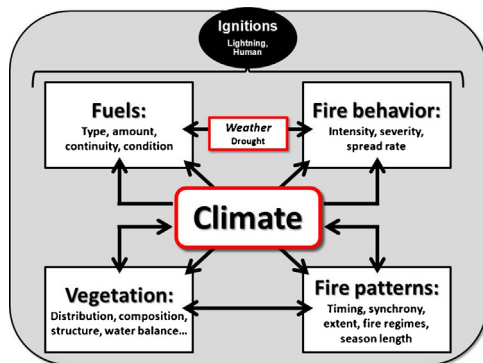 Ignitions
Lightning,
Human
Fuels:
Type, amount,
continuity, condition
Weather
Drought
Fire behavior:
Intensity, severity,
spread rate
Climate
Vegetation:
Distribution, composition,
structure, water balance...
Fire patterns:
Timing, synchrony,
extent, fire regimes,
season length